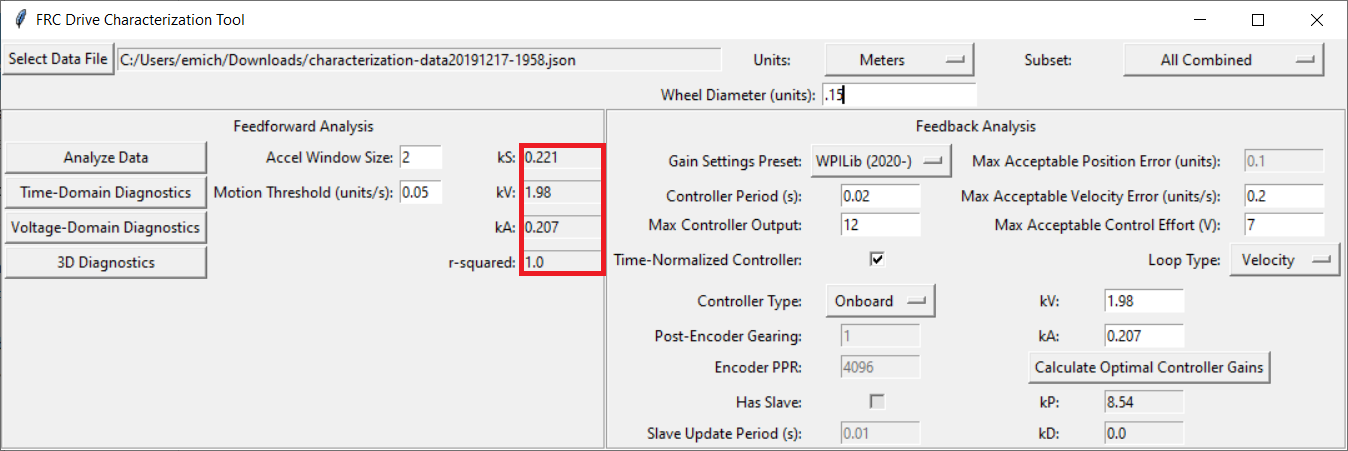 FRC Drive Characterization Tool
Select Data File C:/Users/emich/Downloads/characterization-data20191217-1958.json Units: Meters Subset: All Combined
Wheel Diameter (units): .15
Feedforward Analysis
Analyze Data Accel Window Size: 2 kS: 0.221
Time-Domain Diagnostics Motion Threshold (units/s): 0.05 kV: 1.98
Voltage-Domain Diagnostics kA: 0.207
3D Diagnostics r-squared: 1.0
Feedback Analysis
Gain Settings Preset: WPILib (2020-) Max Acceptable Position Error (units): 0.1
Controller Period (s): 0.02 Max Acceptable Velocity Error (units/s): 0.2
Max Controller Output: 12 Max Acceptable Control Effort (V): 7
Time-Normalized Controller: Loop Type: Velocity
Controller Type: Onboard kV: 1.98
Post-Encoder Gearing: 1 kA: 0.207
Encoder PPR: 4096 Calculate Optimal Controller Gains
Has Slave: kP: 8.54
Slave Update Period (s): 0.01 kD: 0.0